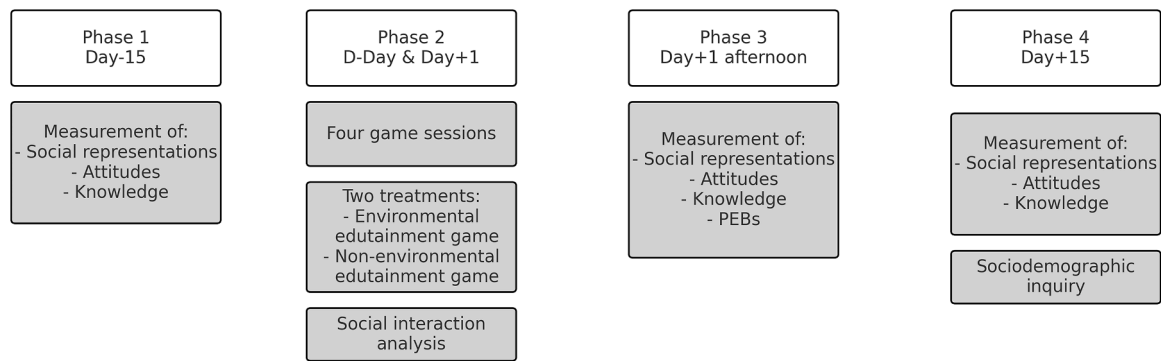 Phase 1
Day-15
Measurement of:
- Social representations
- Attitudes
- Knowledge
Phase 2
D-Day & Day+1
Four game sessions
Two treatments:
- Environmental
edutainment game
- Non-environmental
edutainment game
Social interaction
analysis
Phase 3
Day+1 afternoon
Measurement of:
- Social representations
- Attitudes
- Knowledge
- PEBs
Phase 4
Day+15
Measurement of:
- Social representations
- Attitudes
- Knowledge
Sociodemographic
inquiry